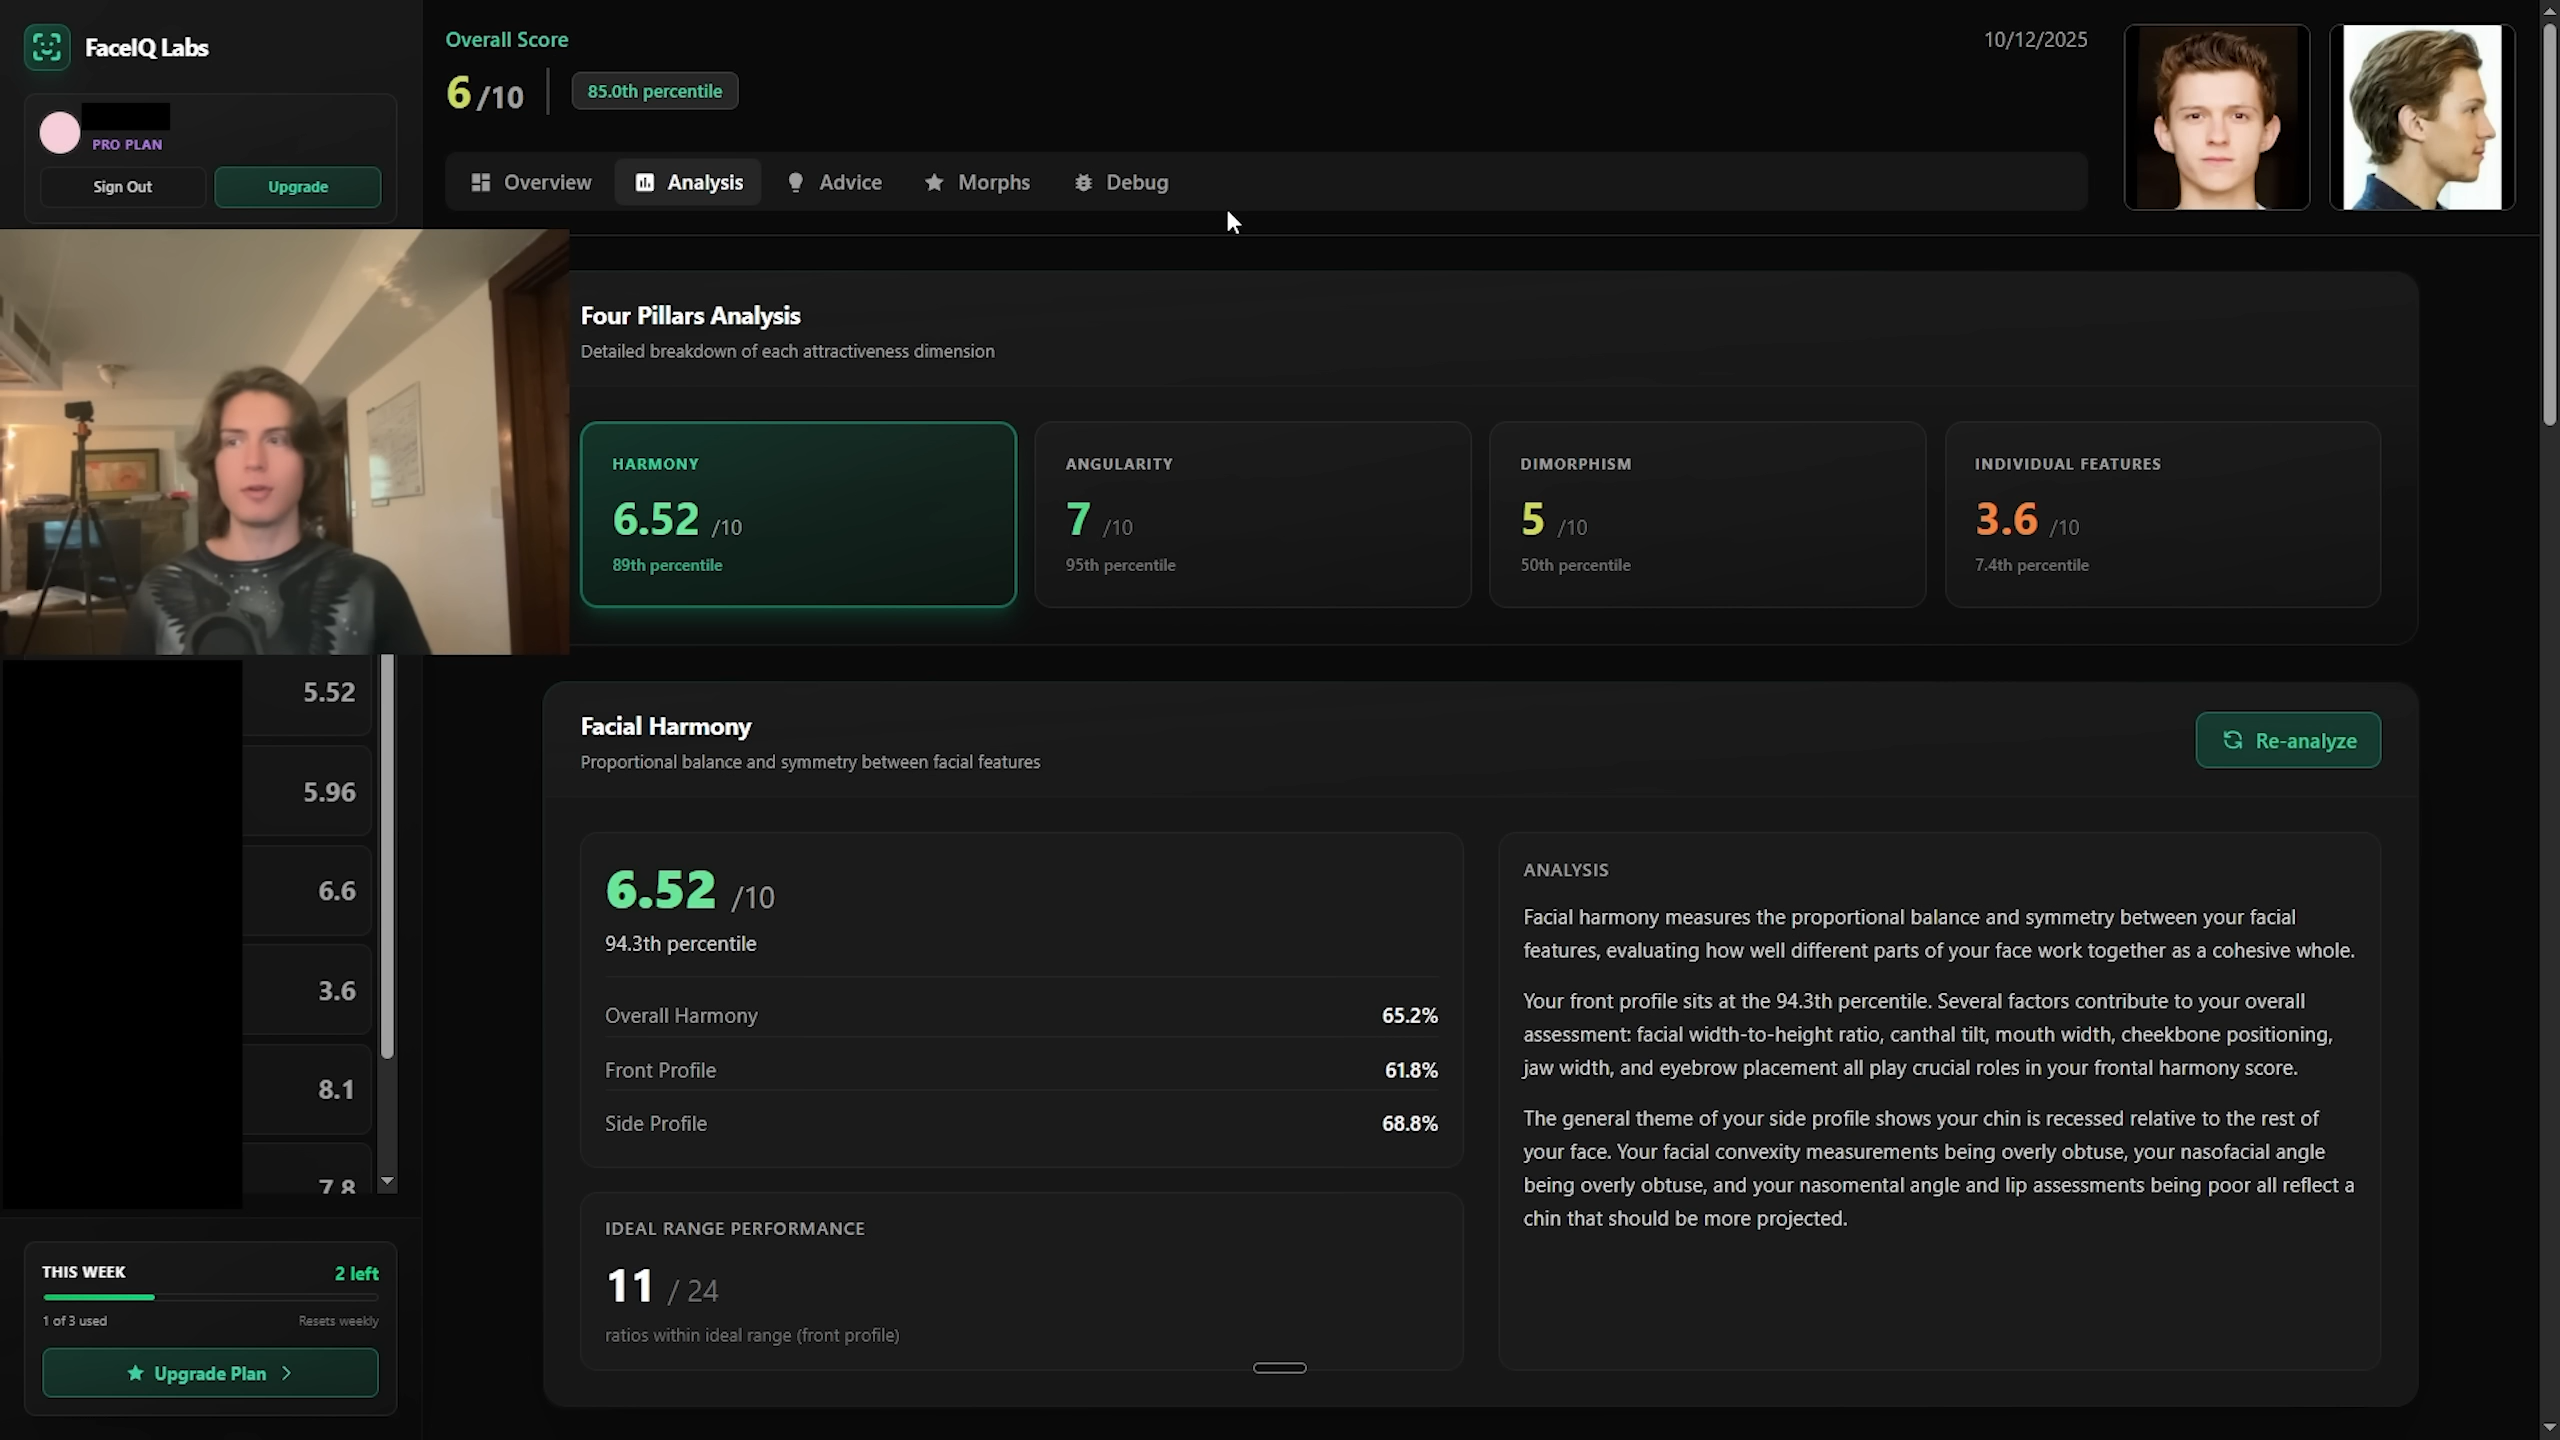 FaceIQ Labs
PRO PLAN
Sign Out
Upgrade
5.52
5.96
6.6
3.6
8.1
7.8
THIS WEEK
2 left
1 of 3 used
Resets weekly
Upgrade Plan
Overall Score
6/10
85.0th percentile
10/12/2025
Overview
Analysis
Advice
Morphs
Debug
Four Pillars Analysis
Detailed breakdown of each attractiveness dimension
HARMONY
6.52 /10
89th percentile
ANGULARITY
7 /10
95th percentile
DIMORPHISM
5 /10
50th percentile
INDIVIDUAL FEATURES
3.6 /10
7.4th percentile
Facial Harmony
Proportional balance and symmetry between facial features
Re-analyze
6.52 /10
94.3th percentile
Overall Harmony 65.2%
Front Profile 61.8%
Side Profile 68.8%
IDEAL RANGE PERFORMANCE
11 / 24
ratios within ideal range (front profile)
ANALYSIS
Facial harmony measures the proportional balance and symmetry between your facial
features, evaluating how well different parts of your face work together as a cohesive whole.
Your front profile sits at the 94.3th percentile. Several factors contribute to your overall
assessment: facial width-to-height ratio, canthal tilt, mouth width, cheekbone positioning,
jaw width, and eyebrow placement all play crucial roles in your frontal harmony score.
The general theme of your side profile shows your chin is recessed relative to the rest of
your face. Your facial convexity measurements being overly obtuse, your nasofacial angle
being overly obtuse, and your nasomental angle and lip assessments being poor all reflect a
chin that should be more projected.